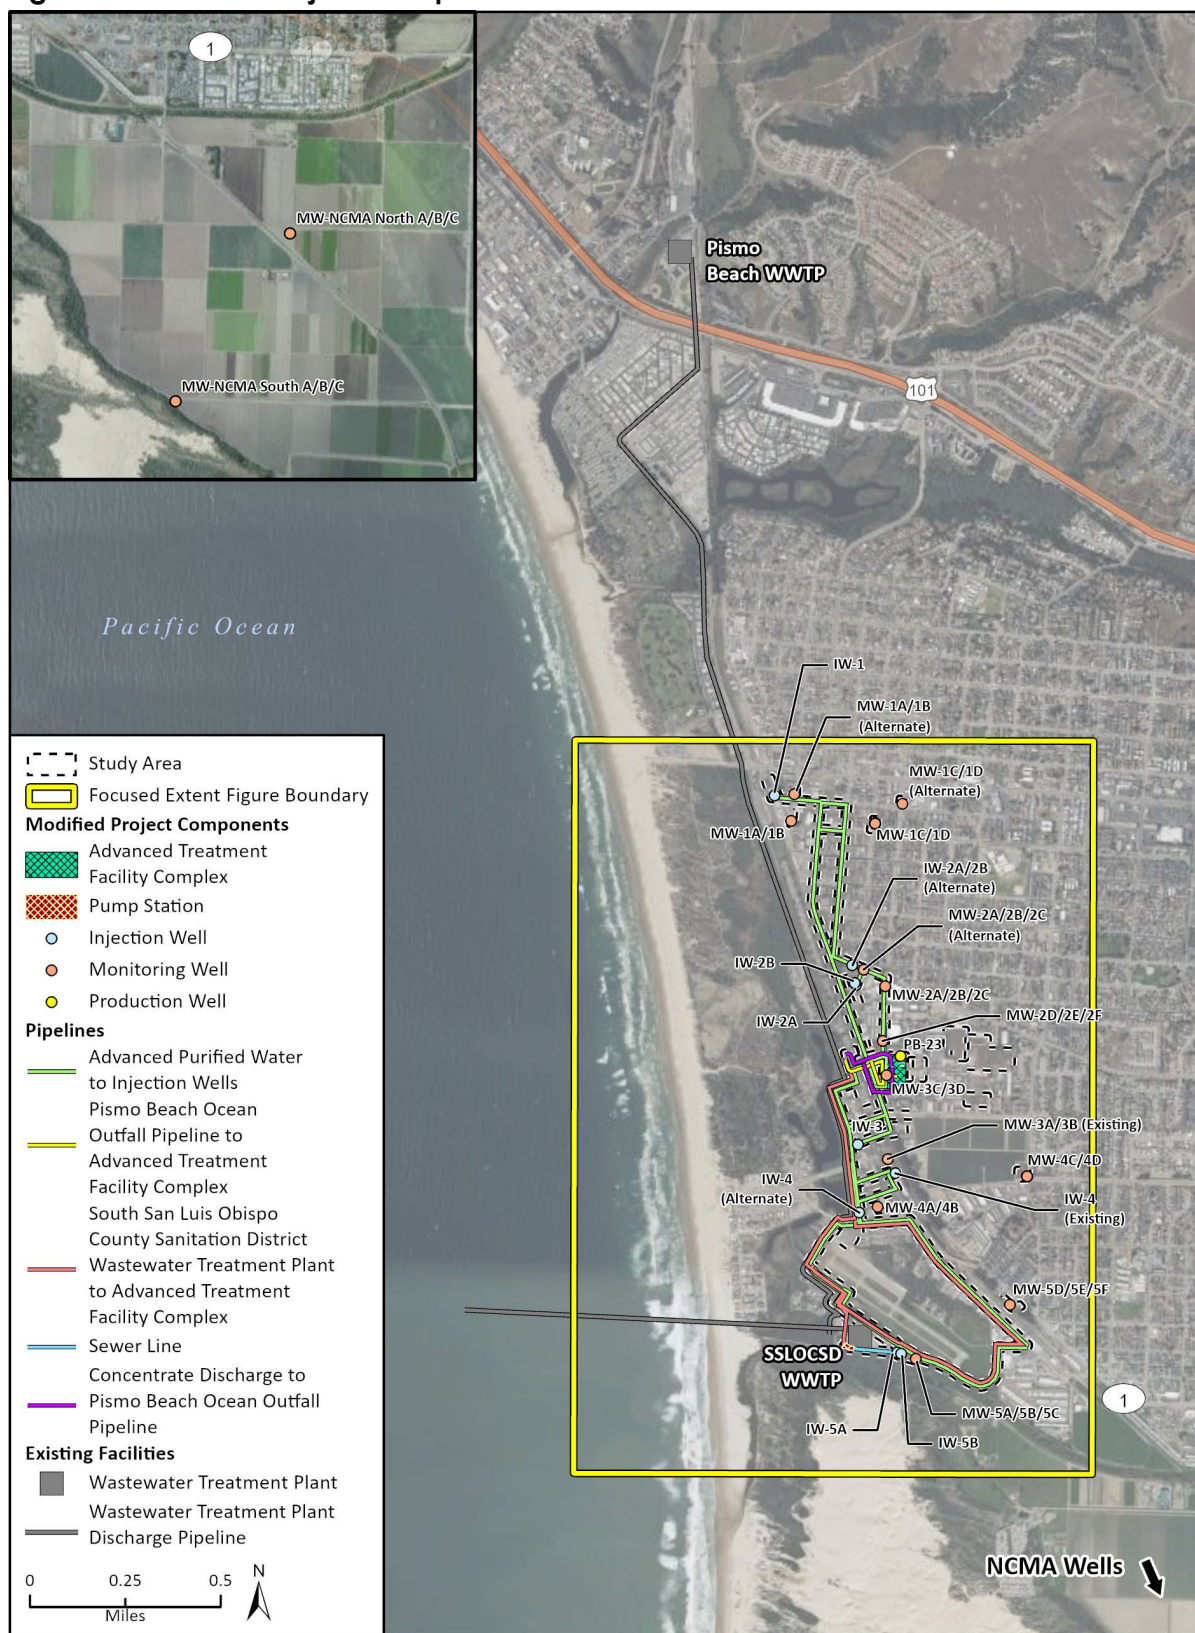 1
1
MW-NCMA North A/B/C
MW-NCMA South A/B/C
Pismo
Beach WWTP
101
Pacific Ocean
IW-1
MW-1A/1B
(Alternate)
MW-1C/1D
(Alternate)
MW-1A/1B
MW-1C/1D
IW-2A/2B
(Alternate)
MW-2A/2B/2C
(Alternate)
IW-2B
MW-2A/2B/2C
IW-2A
MW-2D/2E/2F
PB-23
MW-3C/3D
IW-3
MW-3A/3B (Existing)
MW-4C/4D
IW-4
(Alternate)
IW-4
(Existing)
MW-4A/4B
MW-5D/5E/5F
SSLOCSD
WWTP
MW-5A/5B/5C
IW-5A
IW-5B
1
NCMA Wells
Study Area
Focused Extent Figure Boundary
Modified Project Components
Advanced Treatment
Facility Complex
Pump Station
Injection Well
Monitoring Well
Production Well
Pipelines
Advanced Purified Water
to Injection Wells
Pismo Beach Ocean
Outfall Pipeline to
Advanced Treatment
Facility Complex
South San Luis Obispo
County Sanitation District
Wastewater Treatment Plant
to Advanced Treatment
Facility Complex
Sewer Line
Concentrate Discharge to
Pismo Beach Ocean Outfall
Pipeline
Existing Facilities
Wastewater Treatment Plant
Wastewater Treatment Plant
Discharge Pipeline
0 0.25 0.5
Miles
N